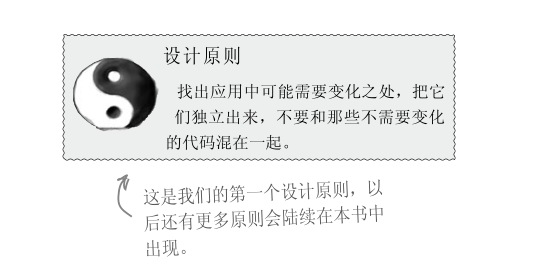 设计原则
找出应用中可能需要变化之处，把它
们独立出来，不要和那些不需要变化
的代码混在一起。
这是我们的第一个设计原则，以
后还有更多原则会陆续在本书中
出现。